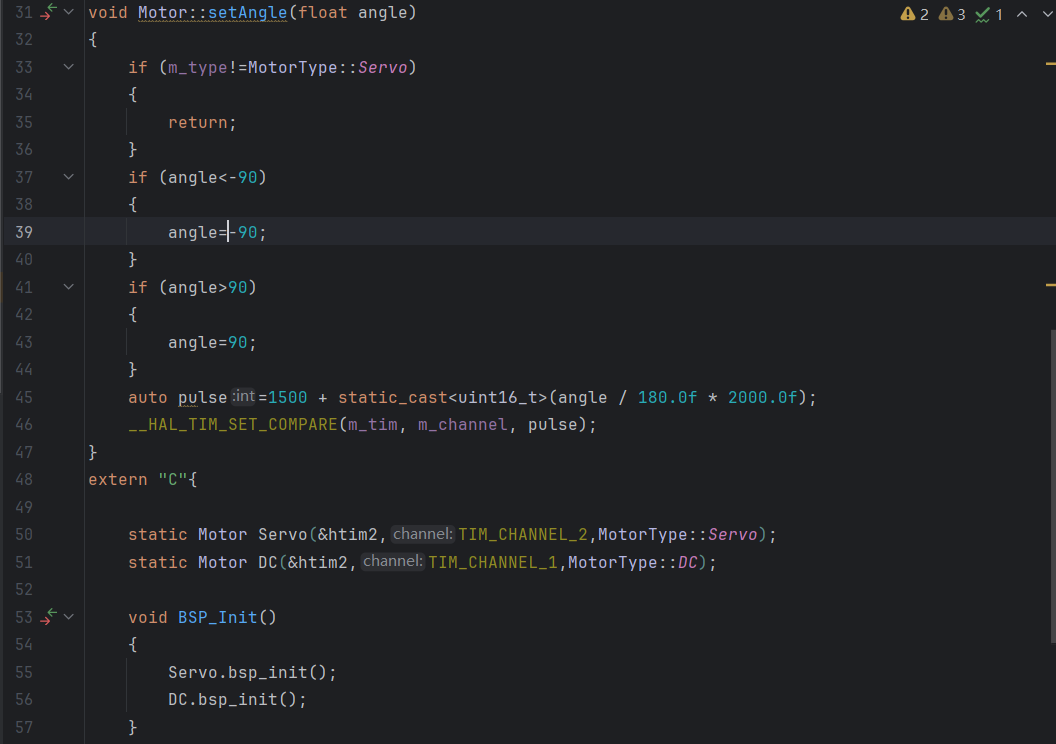 31 void Motor::setAngle(float angle) 2 3 1
32 {
33     if (m_type!=MotorType::Servo)
34     {
35         return;
36     }
37     if (angle<-90)
38     {
39         angle=-90;
40     }
41     if (angle>90)
42     {
43         angle=90;
44     }
45     auto pulse :int =1500 + static_cast<uint16_t>(angle / 180.0f * 2000.0f);
46     __HAL_TIM_SET_COMPARE(m_tim, m_channel, pulse);
47 }
48 extern "C"{
49
50     static Motor Servo(&htim2, channel: TIM_CHANNEL_2,MotorType::Servo);
51     static Motor DC(&htim2, channel: TIM_CHANNEL_1,MotorType::DC);
52
53     void BSP_Init()
54     {
55         Servo.bsp_init();
56         DC.bsp_init();
57     }